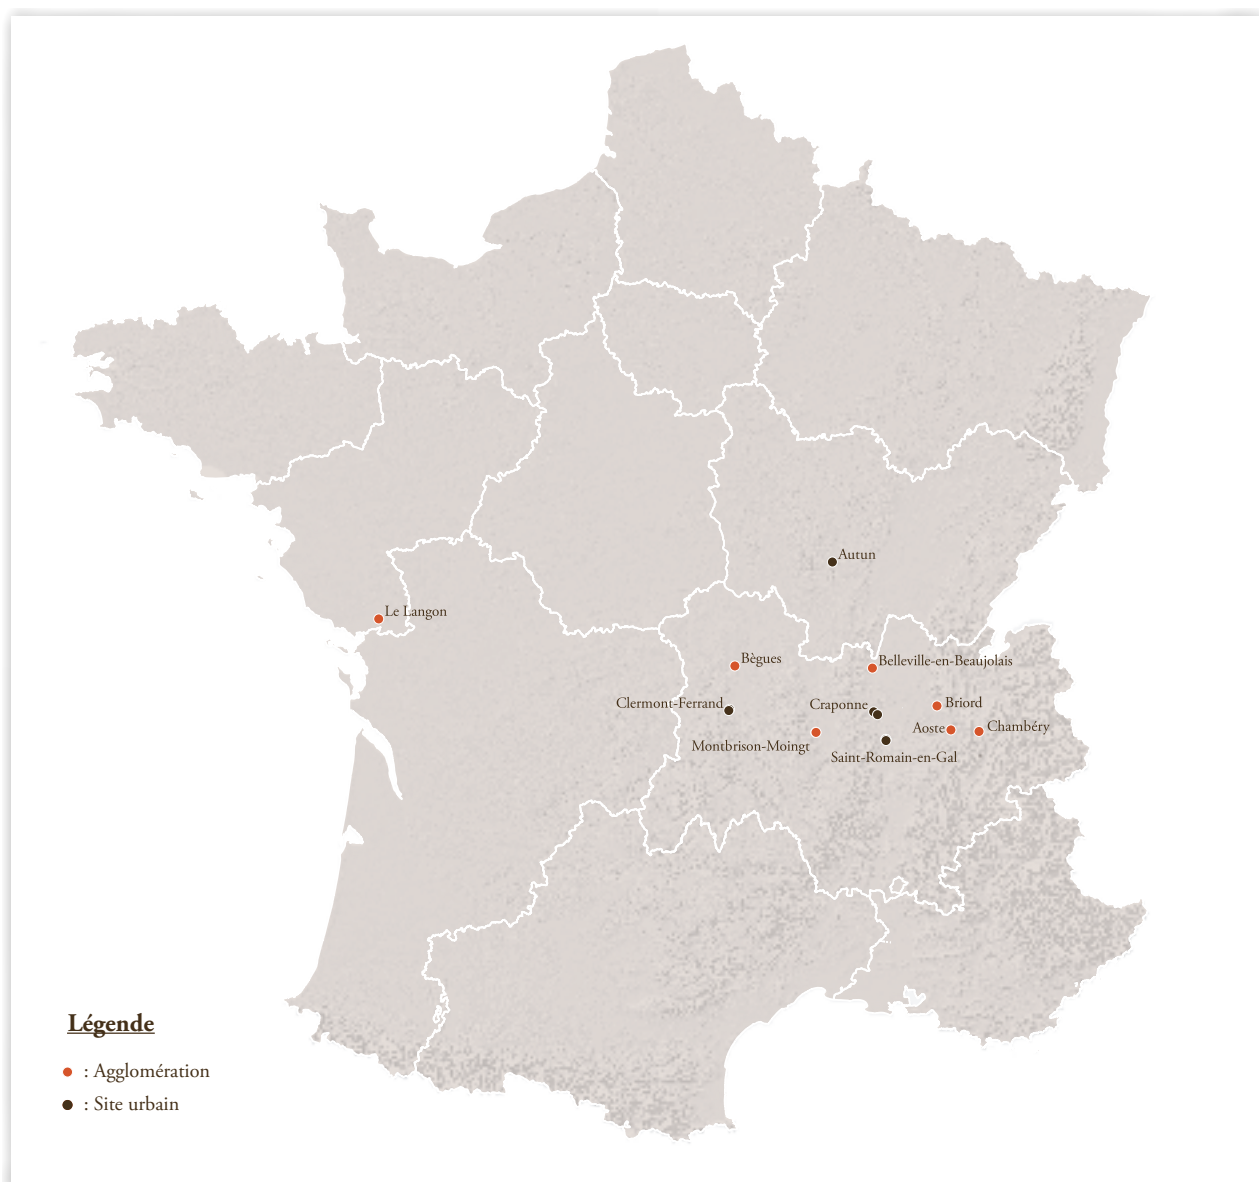 Autun
Le Langon
Bègues
Belleville-en-Beaujolais
Clermont-Ferrand
Craponne
Briord
Aoste
Chambéry
Montbrison-Moingt
Saint-Romain-en-Gal
Légende
: Agglomération
: Site urbain